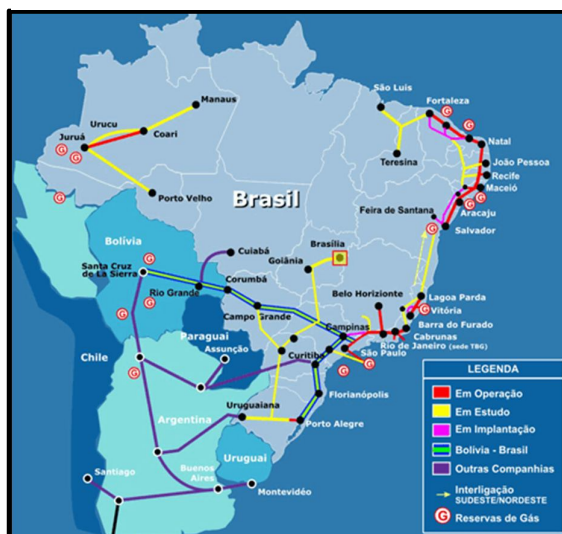 São Luis
Fortaleza
Manaus
Urucu
Juruá
Coari
Natal
João Pessoa
Recife
Maceió
Teresina
Porto Velho
Brasil
Aracaju
Feira de Santana
Salvador
Bolívia
Cuiabá
Brasília
Goiânia
Santa Cruz
de La Sierra
Corumbá
Rio Grande
Belo Horizionte
Lagoa Parda
Vitória
Campo Grande
Barra do Furado
Campinas
Cabrunas
Rio de Janeiro (sede TBG)
Paraguai
Assunção
São Paulo
Curitiba
Chile
Florianópolis
Argentina
Uruguaiana
Porto Alegre
Uruguai
Santiago
Buenos
Aires
Montevidéo
LEGENDA
Em Operação
Em Estudo
Em Implantação
Bolívia - Brasil
Outras Companhias
Interligação
SUDESTE/NORDESTE
G Reservas de Gás